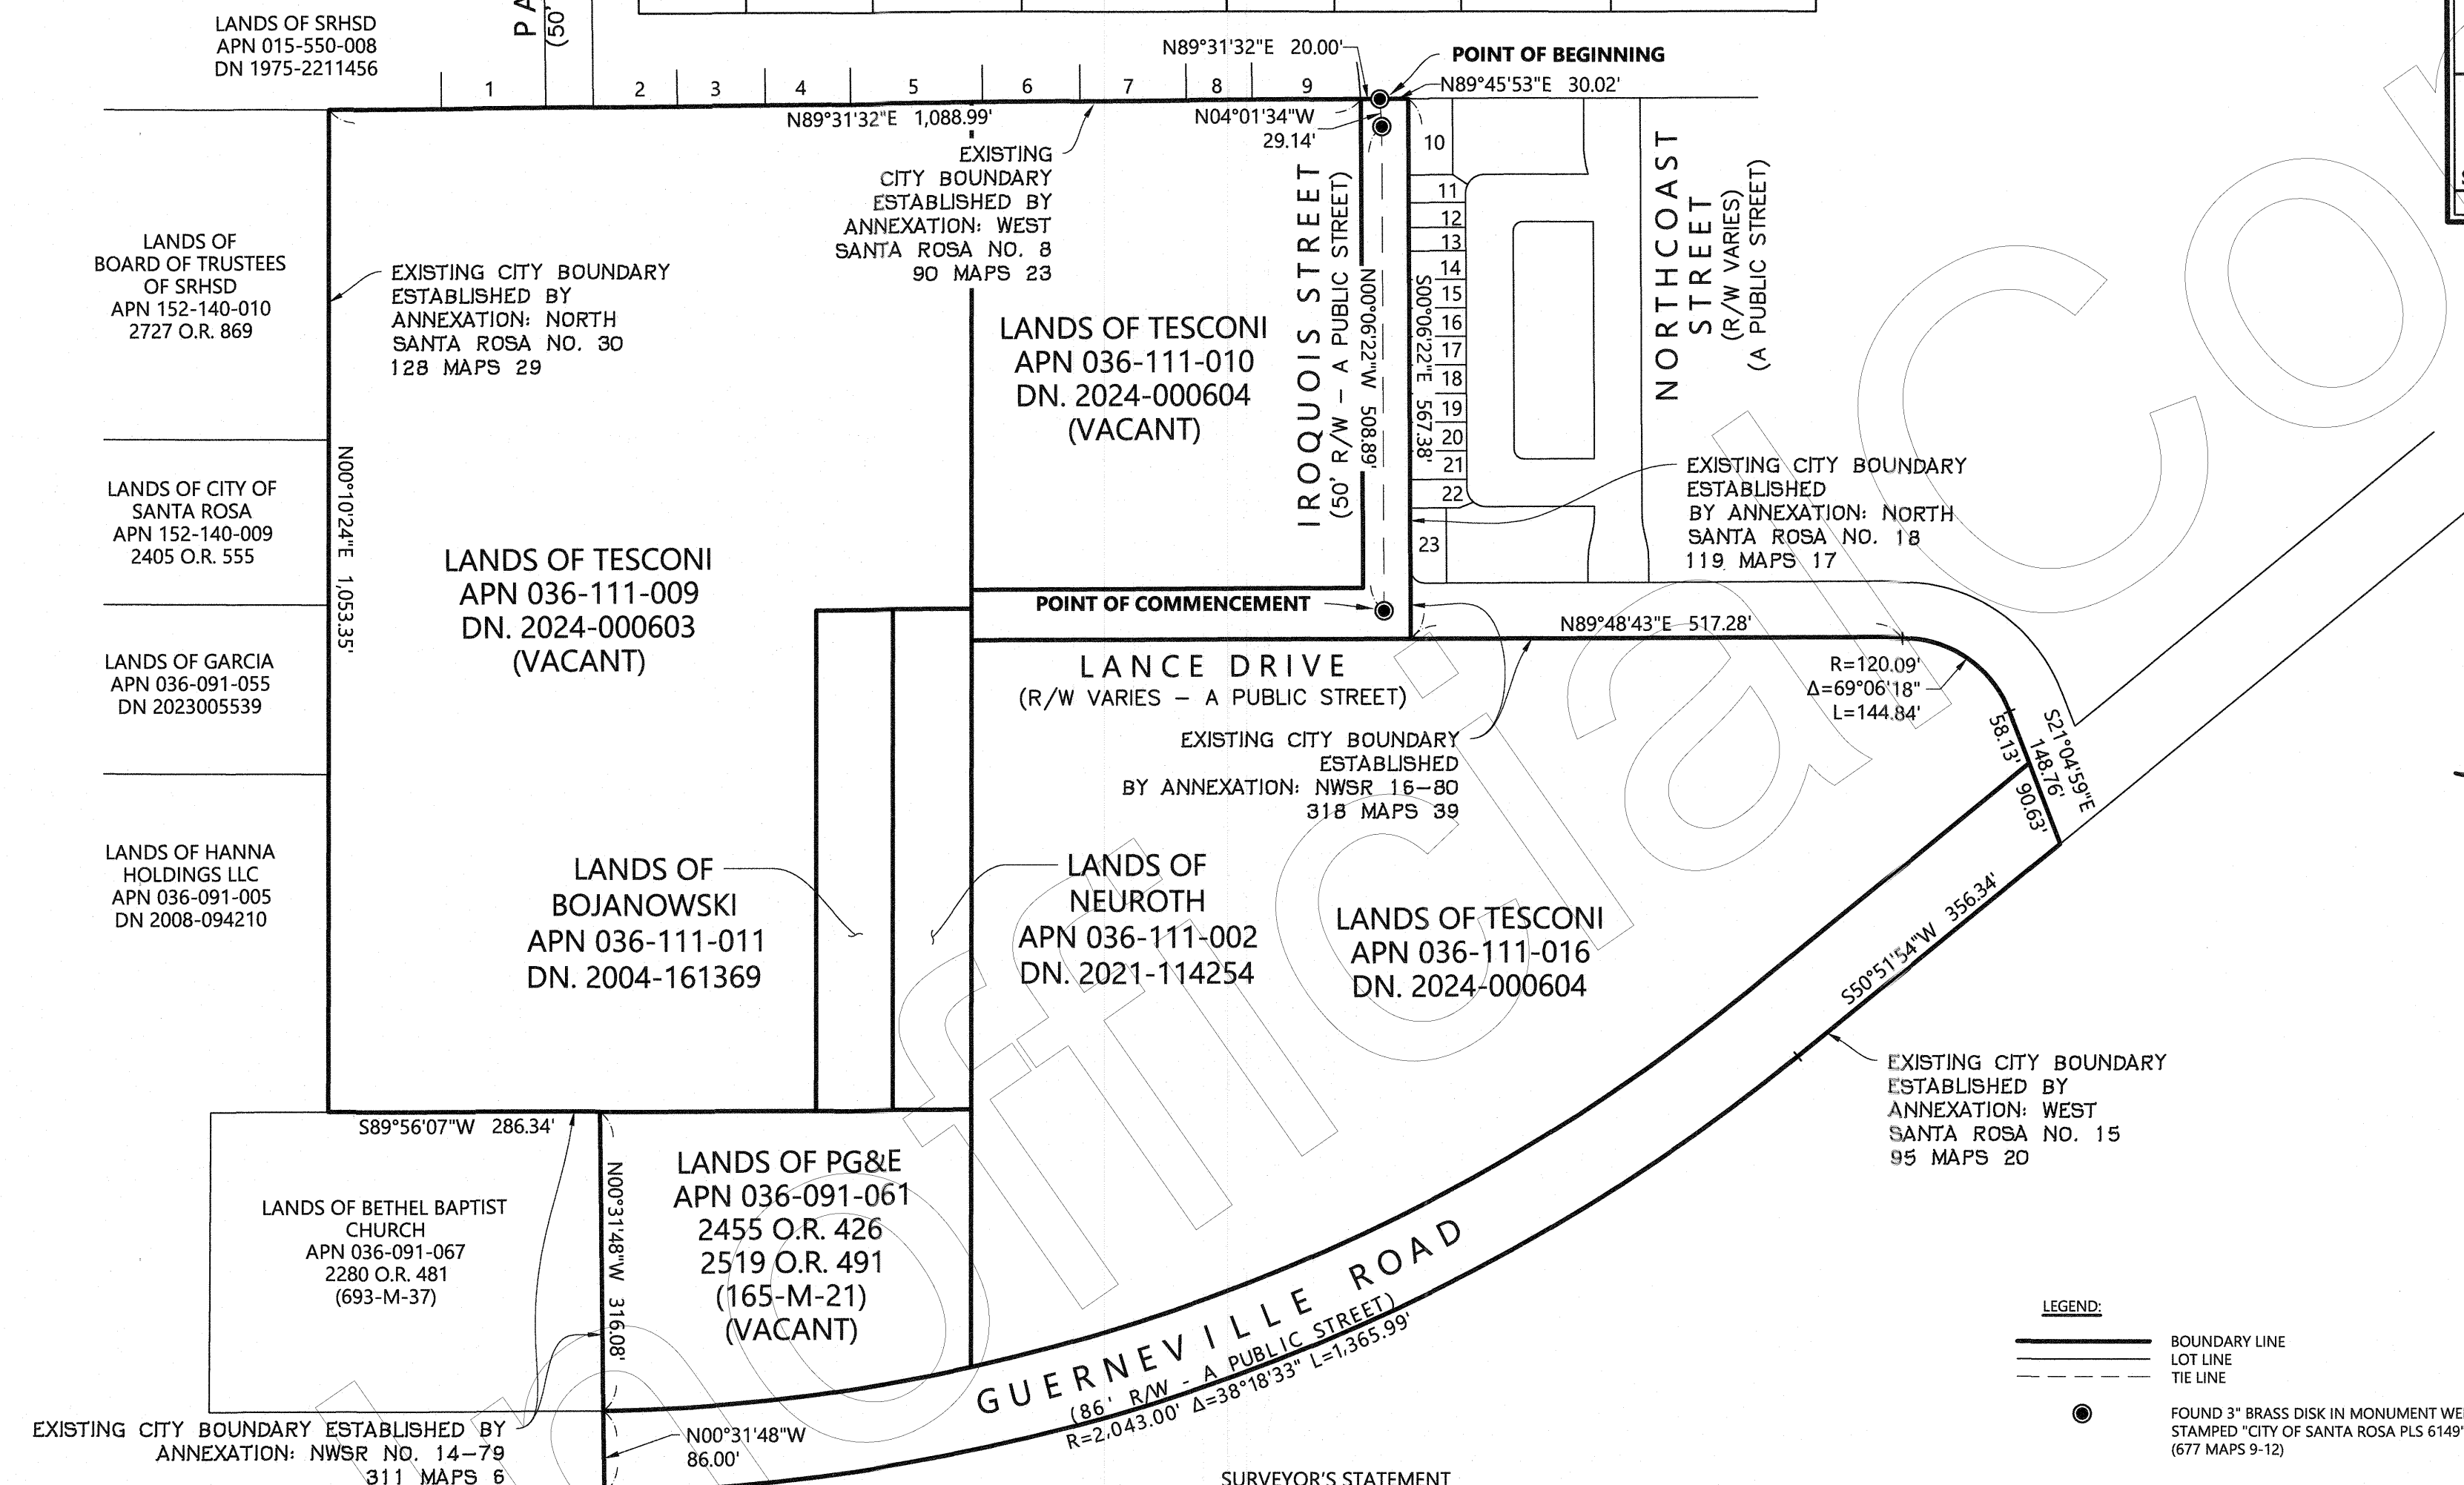 LANDS OF SRHSD
APN 015-550-008
DN 1975-2211456
PA
(50'
N89°31'32"E 20.00'
POINT OF BEGINNING
N89°45'53"E 30.02'
1
2
3
4
5
6
7
8
9
N89°31'32"E 1,088.99'
N04°01'34"W
29.14'
EXISTING
CITY BOUNDARY
ESTABLISHED BY
ANNEXATION: WEST
SANTA ROSA NO. 8
90 MAPS 23
10
11
12
13
14
15
16
17
18
19
20
21
22
23
IROQUOIS STREET
(50' R/W - A PUBLIC STREET)
N00°06'22"W 508.89'
S00°06'22"E 567.38'
NORTHCOAST
STREET
(R/W VARIES)
(A PUBLIC STREET)
LANDS OF
BOARD OF TRUSTEES
OF SRHSD
APN 152-140-010
2727 O.R. 869
EXISTING CITY BOUNDARY
ESTABLISHED BY
ANNEXATION: NORTH
SANTA ROSA NO. 30
128 MAPS 29
LANDS OF TESCONI
APN 036-111-010
DN. 2024-000604
(VACANT)
N00°10'24"E 1,053.35'
LANDS OF CITY OF
SANTA ROSA
APN 152-140-009
2405 O.R. 555
EXISTING CITY BOUNDARY
ESTABLISHED
BY ANNEXATION: NORTH
SANTA ROSA NO. 18
119 MAPS 17
LANDS OF TESCONI
APN 036-111-009
DN. 2024-000603
(VACANT)
POINT OF COMMENCEMENT
N89°48'43"E 517.28'
LANDS OF GARCIA
APN 036-091-055
DN 2023005539
LANCE DRIVE
(R/W VARIES - A PUBLIC STREET)
R=120.09'
Δ=69°06'18"
L=144.84'
EXISTING CITY BOUNDARY
ESTABLISHED
BY ANNEXATION: NWSR 16-80
318 MAPS 39
58.13'
S21°04'59"E
148.76'
90.63'
LANDS OF HANNA
HOLDINGS LLC
APN 036-091-005
DN 2008-094210
LANDS OF
BOJANOWSKI
APN 036-111-011
DN. 2004-161369
LANDS OF
NEUROTH
APN 036-111-002
DN. 2021-114254
LANDS OF TESCONI
APN 036-111-016
DN. 2024-000604
S50°51'54"W 356.34'
EXISTING CITY BOUNDARY
ESTABLISHED BY
ANNEXATION: WEST
SANTA ROSA NO. 15
95 MAPS 20
S89°56'07"W 286.34'
N00°31'48"W 316.08'
LANDS OF PG&E
APN 036-091-061
2455 O.R. 426
2519 O.R. 491
(165-M-21)
(VACANT)
LANDS OF BETHEL BAPTIST
CHURCH
APN 036-091-067
2280 O.R. 481
(693-M-37)
GUERNEVILLE ROAD
(86' R/W - A PUBLIC STREET)
R=2,043.00' Δ=38°18'33" L=1,365.99'
EXISTING CITY BOUNDARY ESTABLISHED BY
ANNEXATION: NWSR NO. 14-79
311 MAPS 6
N00°31'48"W
86.00'
LEGEND:
BOUNDARY LINE
LOT LINE
TIE LINE
FOUND 3" BRASS DISK IN MONUMENT WE
STAMPED "CITY OF SANTA ROSA PLS 6149"
(677 MAPS 9-12)
SURVEYOR'S STATEMENT